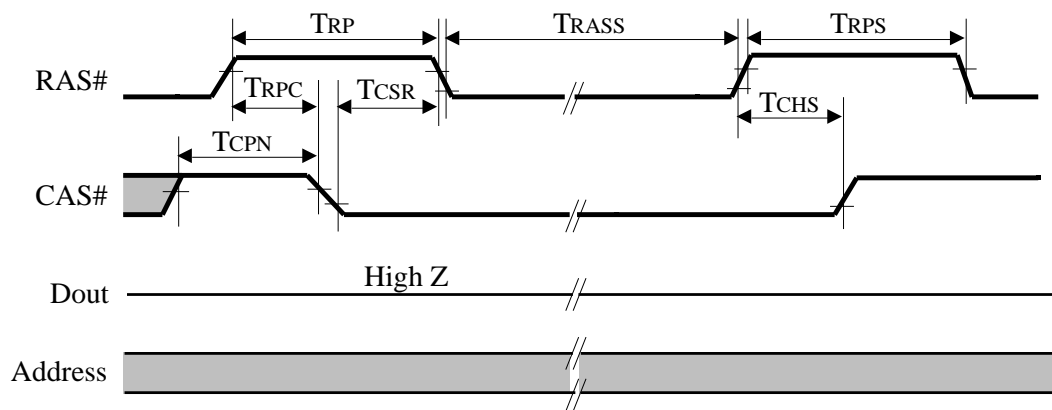 TRP TRASS TRPS
RAS#
TRPC TCSR TCHS
TCPN
CAS#
High Z
Dout
Address